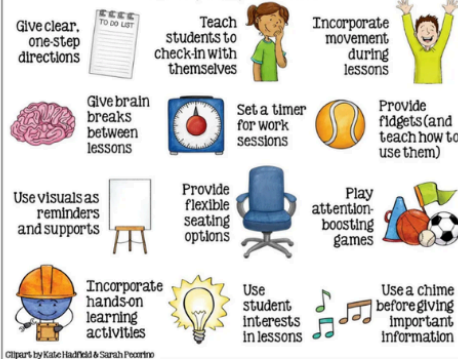 Give clear,
one-step
directions
TO DO LIST
Teach
students to
check-in with
themselves
Incorporate
movement
during
lessons
Give brain
breaks
between
lessons
Set a timer
for work
sessions
Provide
fidgets (and
teach how to
use them)
Use visuals as
reminders
and supports
Provide
flexible
seating
options
Play
attention-
boosting
games
Incorporate
hands-on
learning
activities
Use
student
interests
in lessons
Use a chime
before giving
important
information
Clipart by Kate Hadfield & Sarah Pecorino